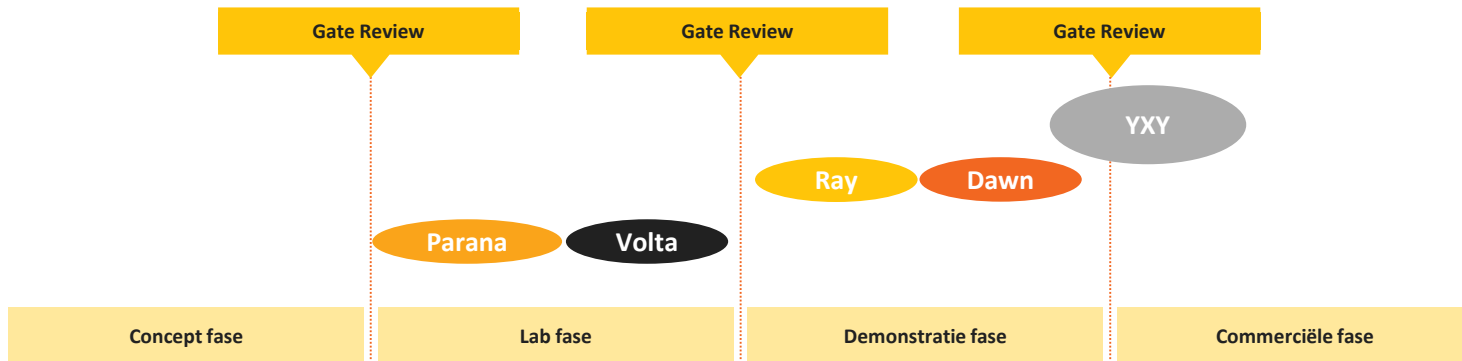 Gate Review
Gate Review
Gate Review
YXY
Ray
Dawn
Parana
Volta
Concept fase
Lab fase
Demonstratie fase
Commerciële fase